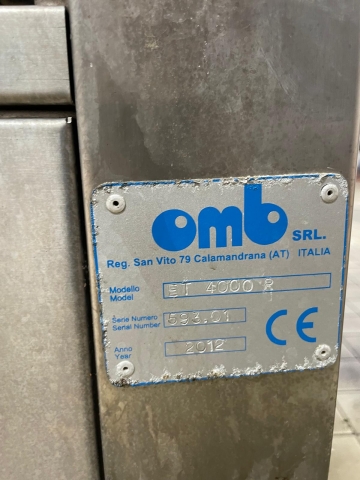 omb SRL.
Reg. San Vito 79 Calamandrana (AT) ITALIA
Modello
Model
ET 4000 R
Serie Numero
Serial Number
593.01
CE
Anno
Year
2012